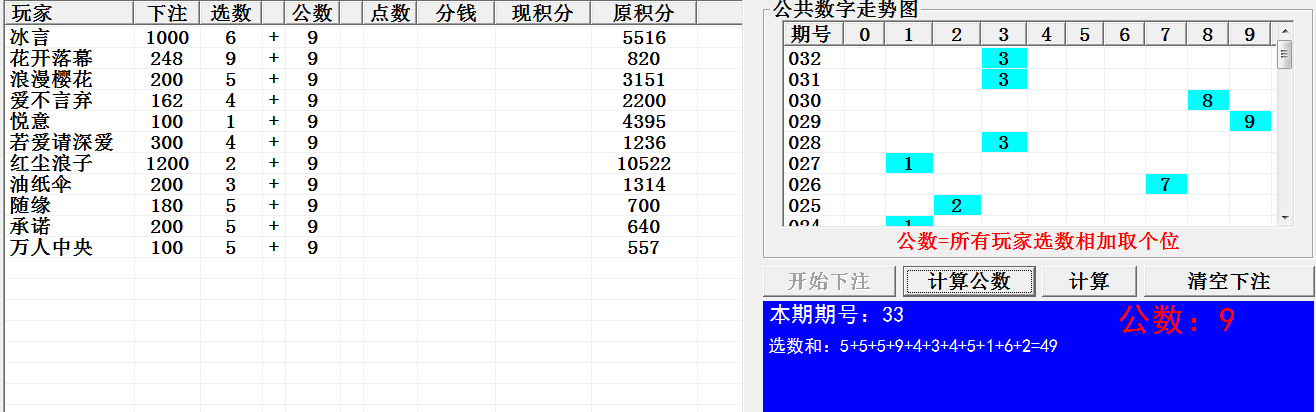 玩家 下注 选数 公数 点数 分钱 现积分 原积分
冰言 1000 6 + 9 5516
花开落幕 248 9 + 9 820
浪漫樱花 200 5 + 9 3151
爱不言弃 162 4 + 9 2200
悦意 100 1 + 9 4395
若爱请深爱 300 4 + 9 1236
红尘浪子 1200 2 + 9 10522
油纸伞 200 3 + 9 1314
随缘 180 5 + 9 700
承诺 200 5 + 9 640
万人中央 100 5 + 9 557
公共数字走势图
期号 0 1 2 3 4 5 6 7 8 9
032 3
031 3
030 8
029 9
028 3
027 1
026 7
025 2
024 1
公数=所有玩家选数相加取个位
开始下注 计算公数 计算 清空下注
本期期号：33
公数：9
选数和：5+5+5+9+4+3+4+5+1+6+2=49